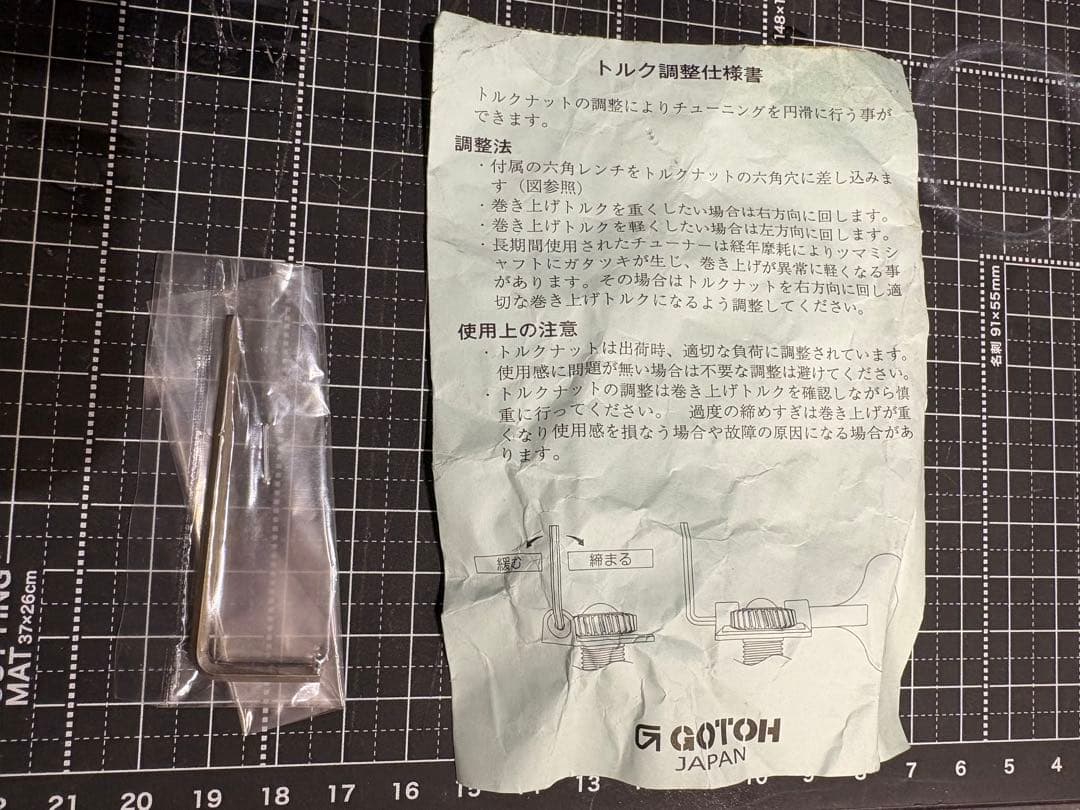 トルク調整仕様書
トルクナットの調整によりチューニングを円滑に行う事が
できます。
調整法
・付属の六角レンチをトルクナットの六角穴に差し込みま
す（図参照）
・巻き上げトルクを重くしたい場合は右方向に回します。
・巻き上げトルクを軽くしたい場合は左方向に回します。
・長期間使用されたチューナーは経年摩耗によりツマミシ
ャフトにガタツキが生じ、巻き上げが異常に軽くなる事
があります。その場合はトルクナットを右方向に回し適
切な巻き上げトルクになるよう調整してください。
使用上の注意
・トルクナットは出荷時、適切な負荷に調整されています。
使用感に問題が無い場合は不要な調整は避けてください。
・トルクナットの調整は巻き上げトルクを確認しながら慎
重に行ってください。　過度の締めすぎは巻き上げが重
くなり使用感を損なう場合や故障の原因になる場合があ
ります。
緩む
締まる
GOTOH
JAPAN
名刺 91×55mm
MAT 37×26cm
21 20 19 18 17 16 15 13 10 9 8 7 6 5 4